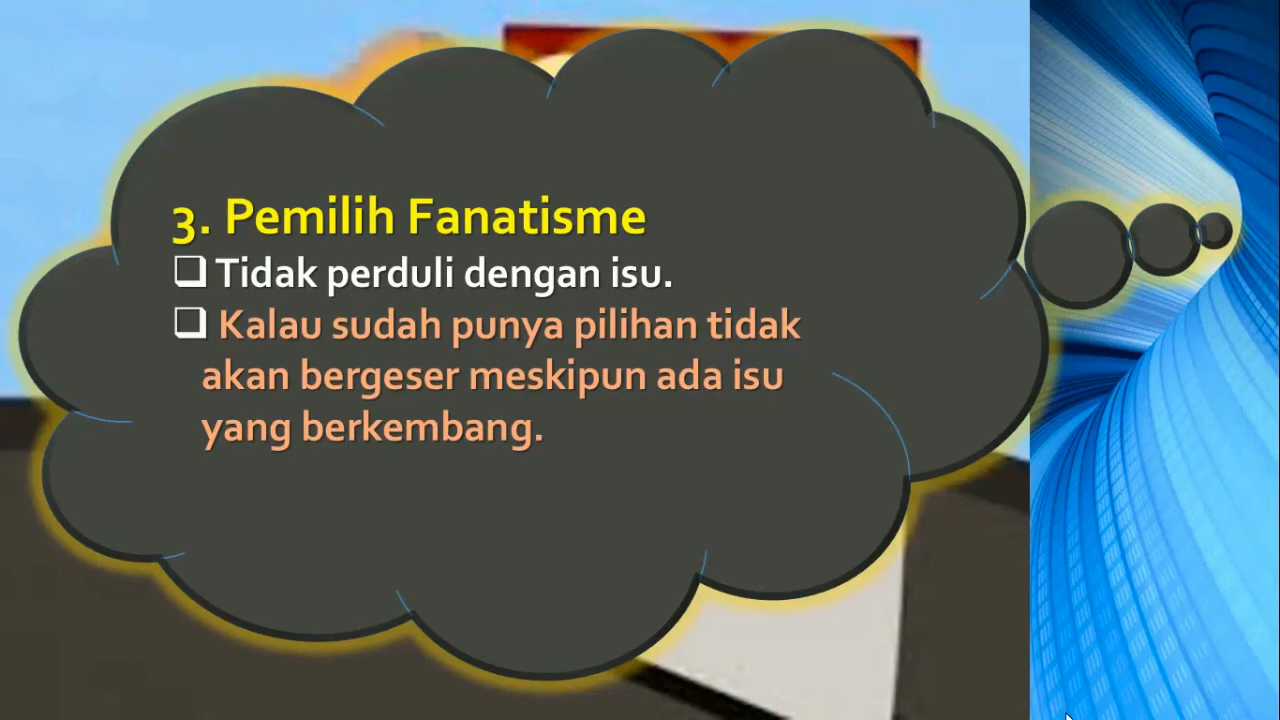 3. Pemilih Fanatisme
❑ Tidak perduli dengan isu.
❑ Kalau sudah punya pilihan tidak
akan bergeser meskipun ada isu
yang berkembang.